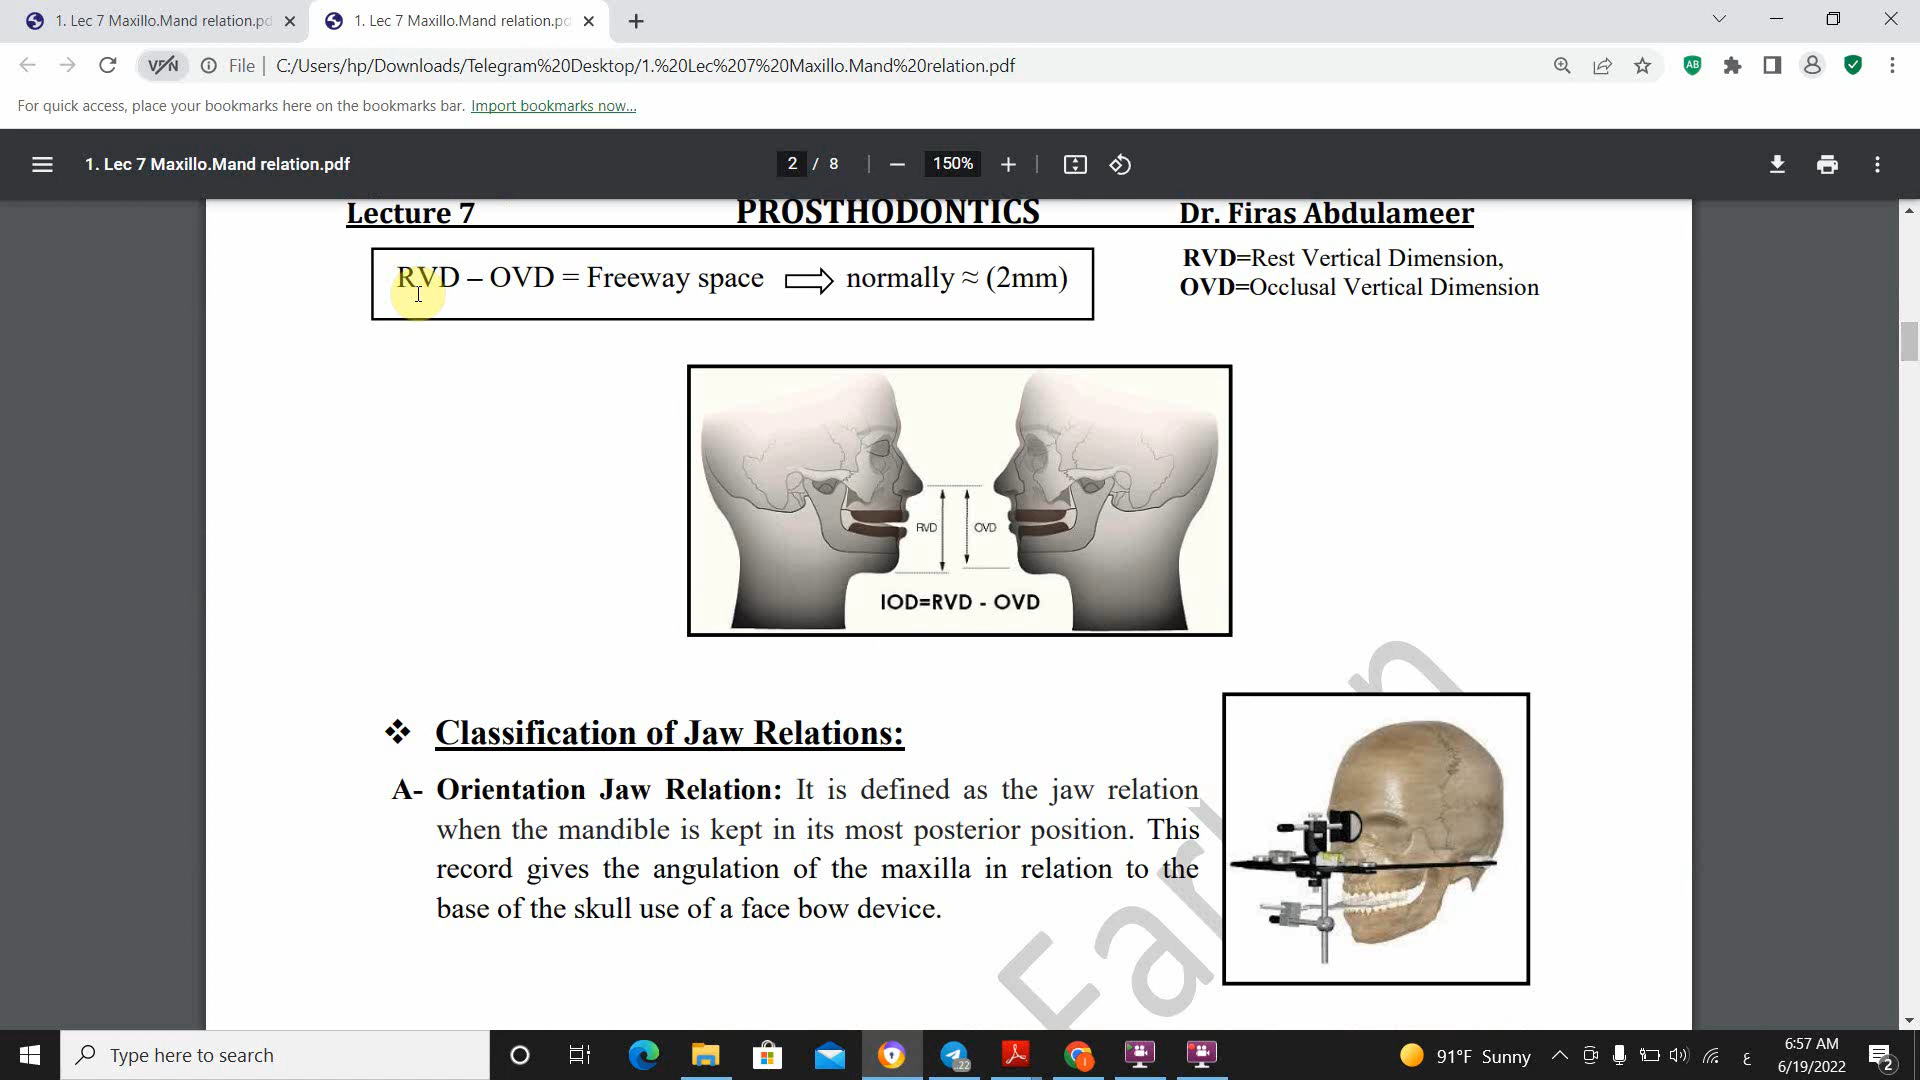 1. Lec 7 Maxillo.Mand relation.pd
1. Lec 7 Maxillo.Mand relation.pd
VPN
File
C:/Users/hp/Downloads/Telegram%20Desktop/1.%20Lec%207%20Maxillo.Mand%20relation.pdf
AB
For quick access, place your bookmarks here on the bookmarks bar. Import bookmarks now...
1. Lec 7 Maxillo.Mand relation.pdf
2 / 8
150%
Lecture 7 PROSTHODONTICS Dr. Firas Abdulameer
RVD – OVD = Freeway space ⇨ normally ≈ (2mm)
RVD=Rest Vertical Dimension,
OVD=Occlusal Vertical Dimension
RVD OVD
IOD=RVD - OVD
❖ Classification of Jaw Relations:
A- Orientation Jaw Relation: It is defined as the jaw relation
when the mandible is kept in its most posterior position. This
record gives the angulation of the maxilla in relation to the
base of the skull use of a face bow device.
Type here to search
22
91°F Sunny
ع
6:57 AM
6/19/2022
2